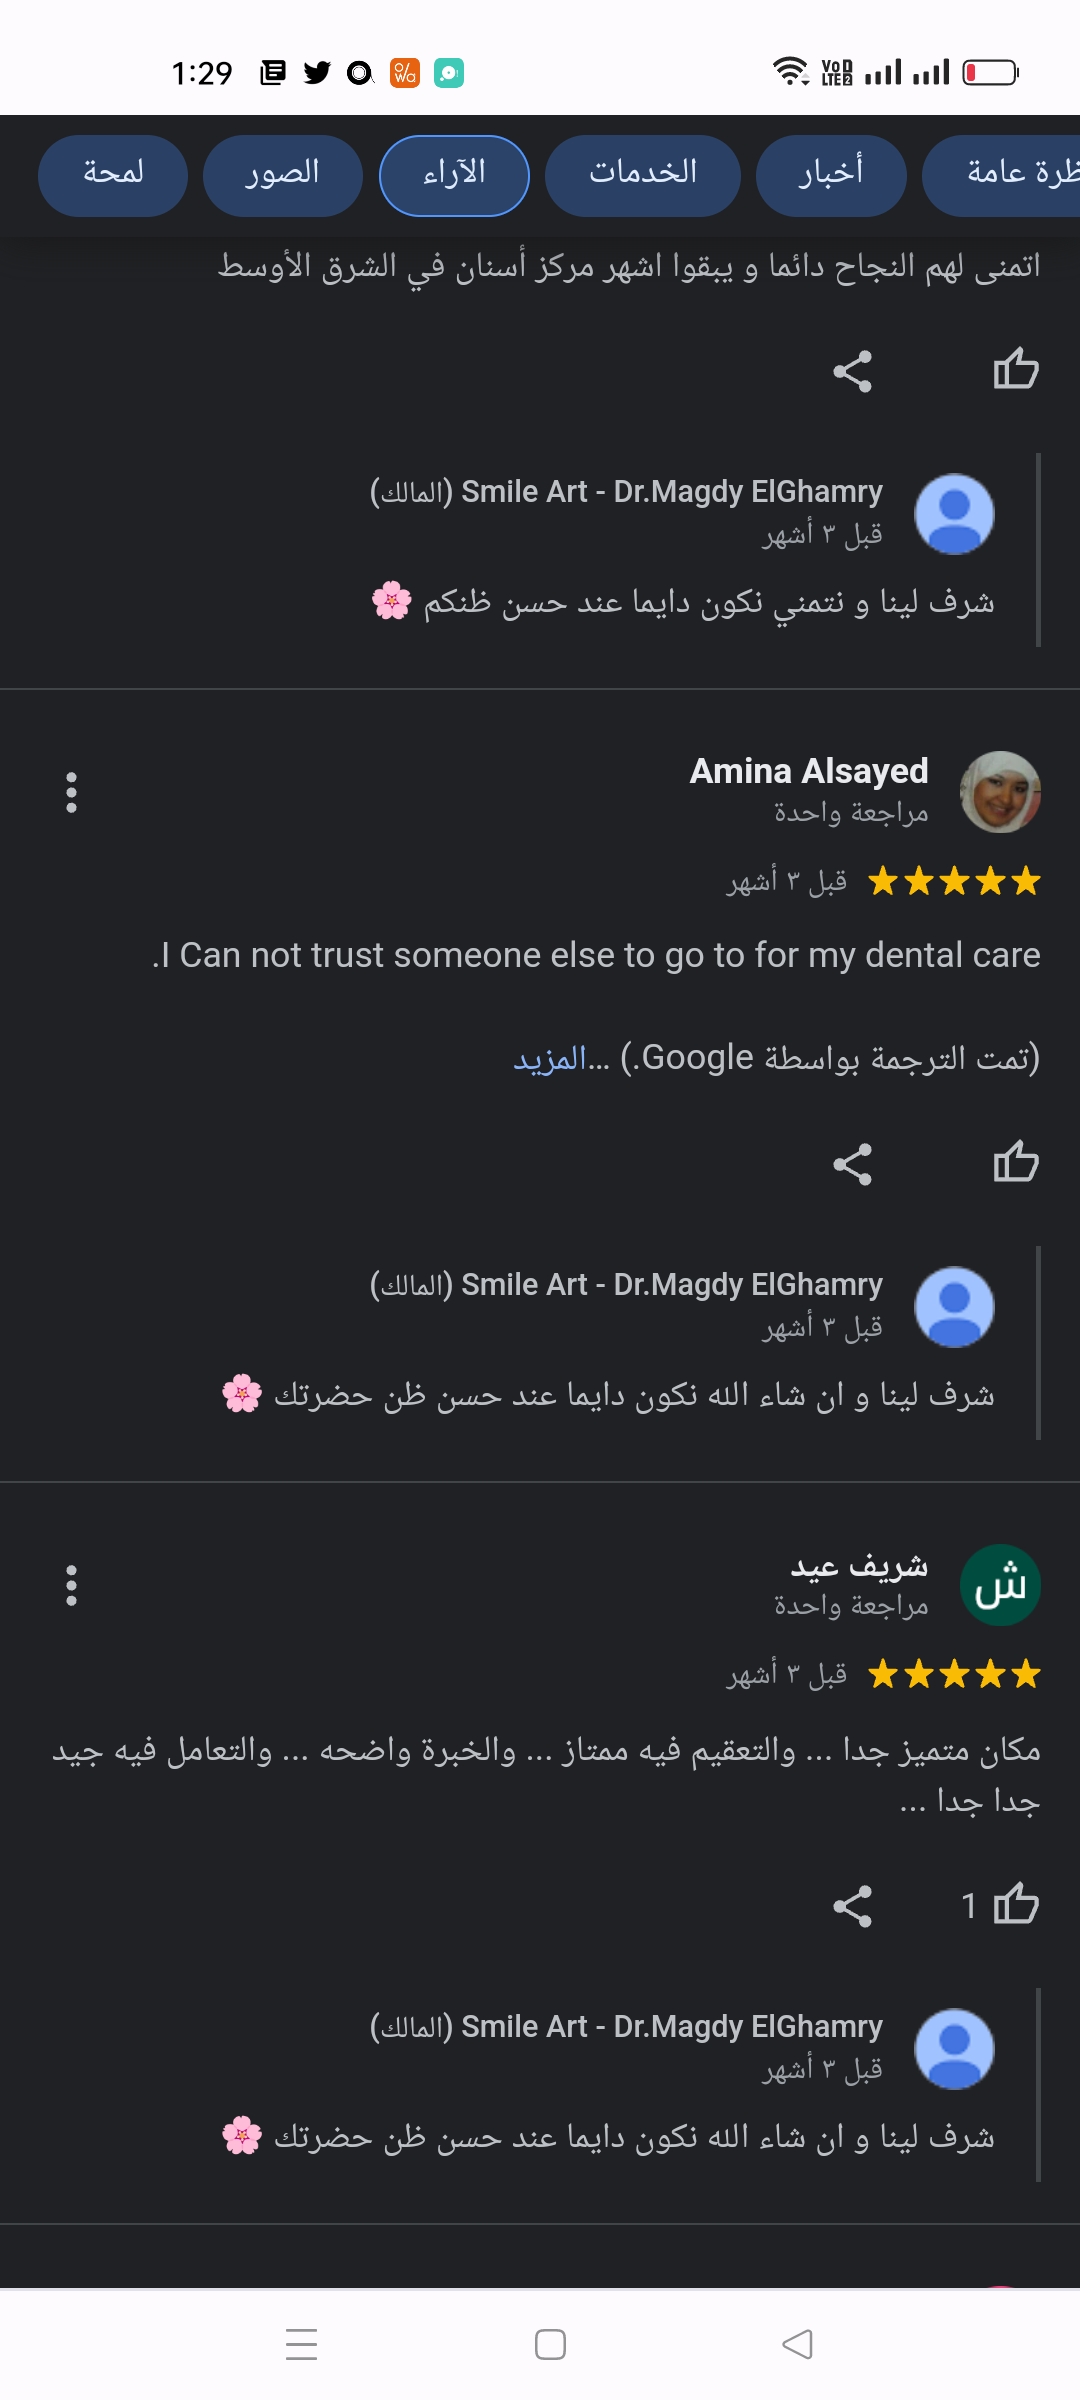 1:29
VoD LTE2
لمحة الصور الآراء الخدمات أخبار ظرة عامة
اتمنى لهم النجاح دائما و يبقوا اشهر مركز أسنان في الشرق الأوسط
Smile Art - Dr.Magdy ElGhamry (المالك)
قبل ٣ أشهر
شرف لينا و نتمني نكون دايما عند حسن ظنكم 🌸
Amina Alsayed
مراجعة واحدة
قبل ٣ أشهر
I Can not trust someone else to go to for my dental care.
(تمت الترجمة بواسطة Google.) ...المزيد
Smile Art - Dr.Magdy ElGhamry (المالك)
قبل ٣ أشهر
شرف لينا و ان شاء الله نكون دايما عند حسن ظن حضرتك 🌸
شريف عيد
ش
مراجعة واحدة
قبل ٣ أشهر
مكان متميز جدا ... والتعقيم فيه ممتاز ... والخبرة واضحه ... والتعامل فيه جيد
جدا جدا ...
1
Smile Art - Dr.Magdy ElGhamry (المالك)
قبل ٣ أشهر
شرف لينا و ان شاء الله نكون دايما عند حسن ظن حضرتك 🌸